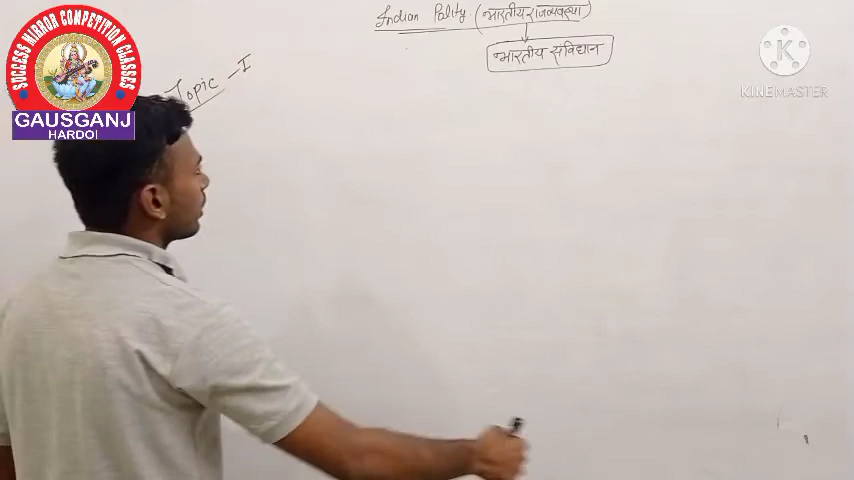 SUCCESS MIRROR COMPETITION CLASSES
GAUSGANJ
HARDOI
Topic - I
Indian Polity (भारतीय राजव्यवस्था)
भारतीय संविधान
K
KINEMASTER